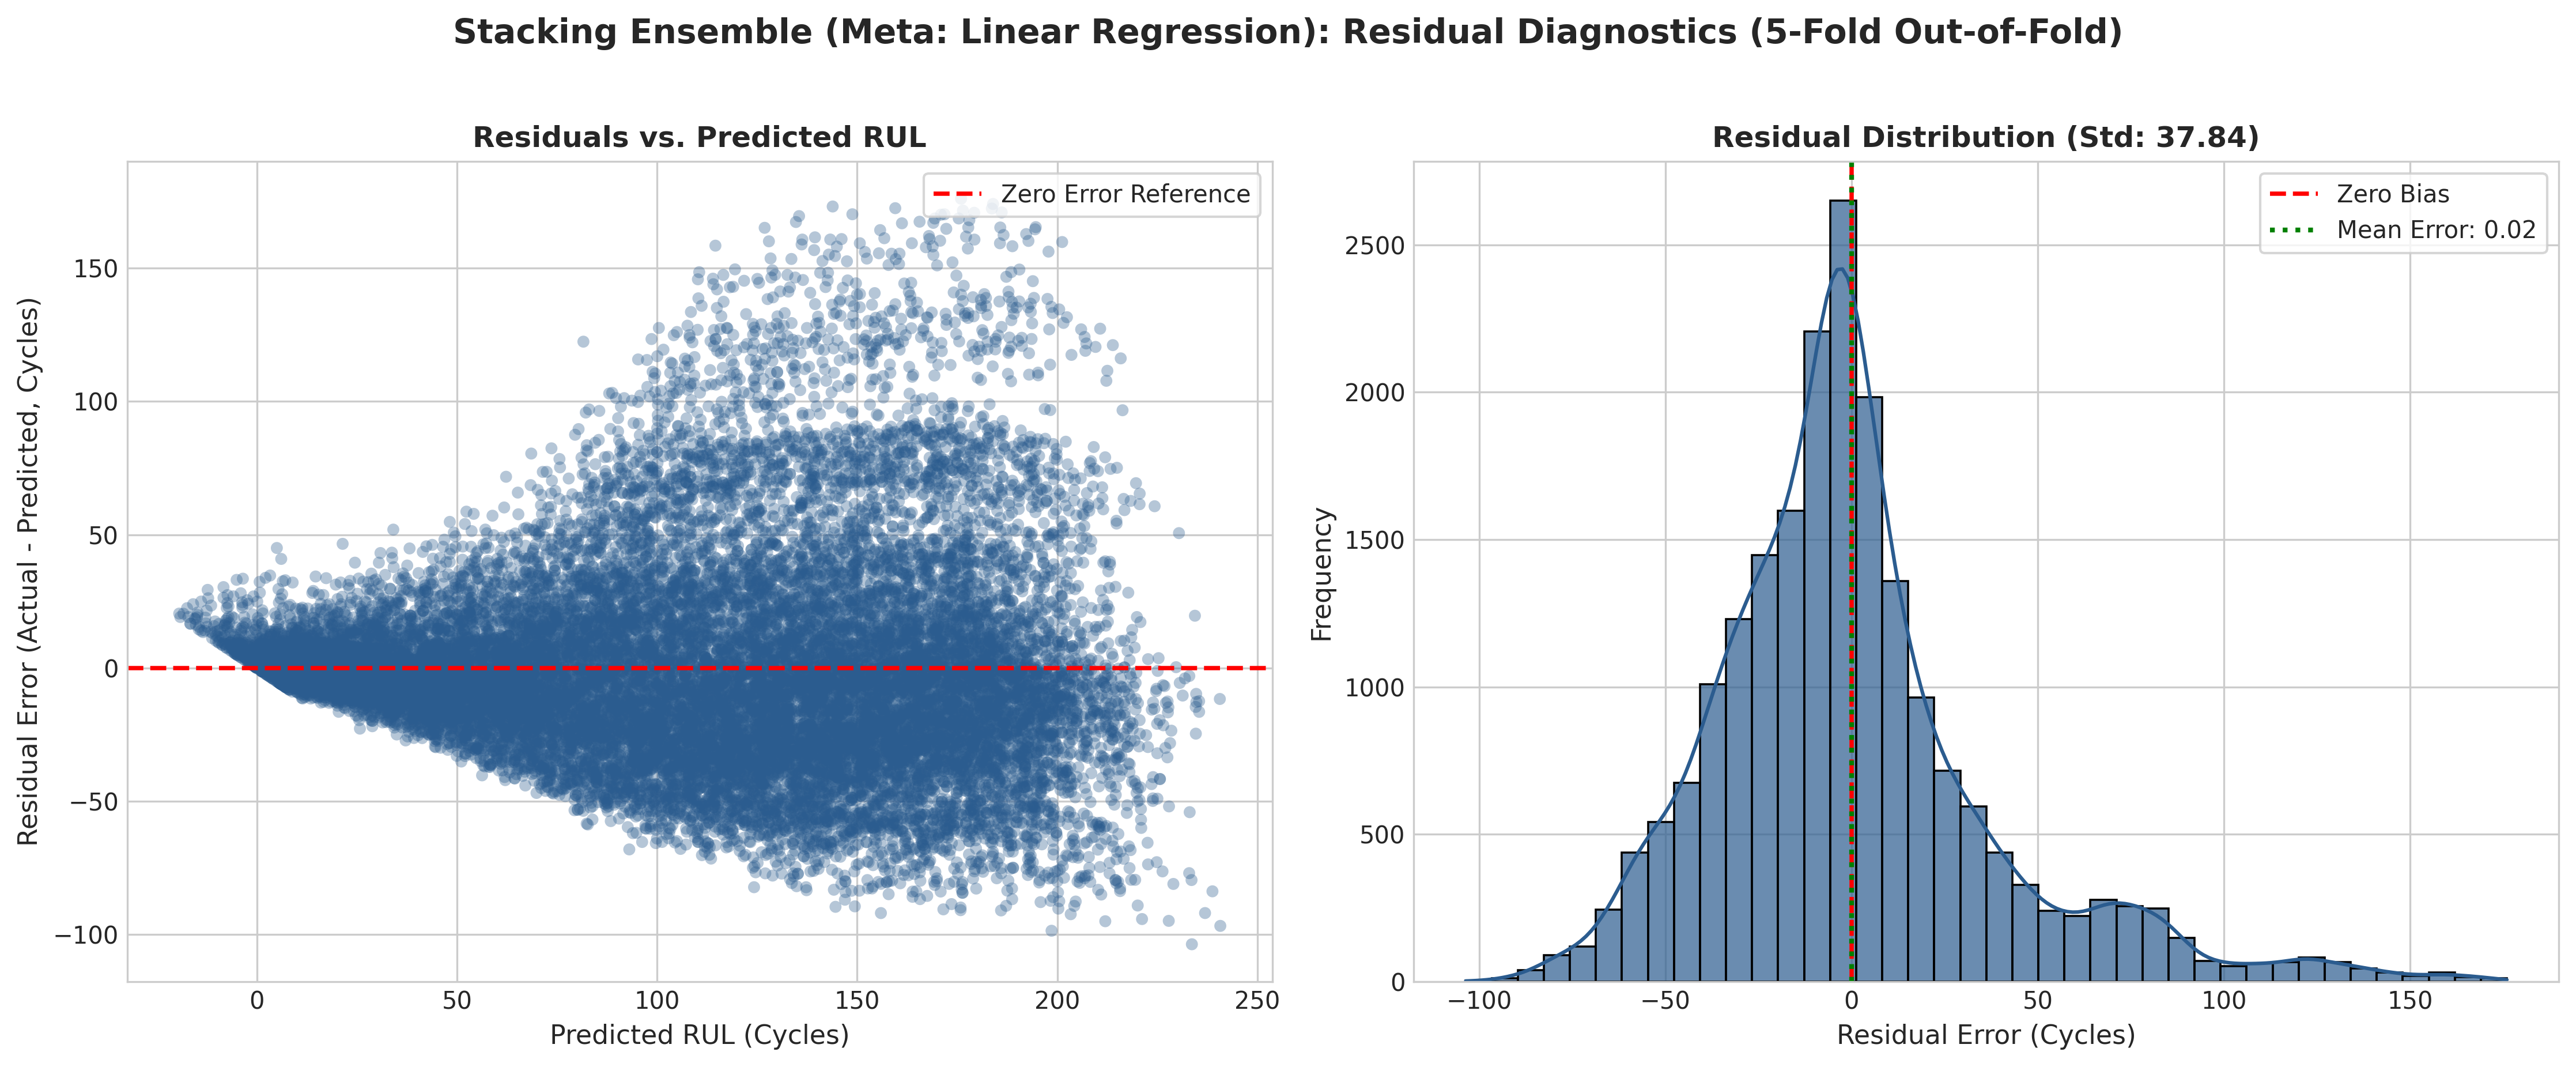 Stacking Ensemble (Meta: Linear Regression): Residual Diagnostics (5-Fold Out-of-Fold)
Residuals vs. Predicted RUL
Zero Error Reference
Residual Error (Actual - Predicted, Cycles)
150
100
50
0
−50
−100
0
50
100
150
200
250
Predicted RUL (Cycles)
Residual Distribution (Std: 37.84)
Zero Bias
Mean Error: 0.02
Frequency
2500
2000
1500
1000
500
0
−100
−50
0
50
100
150
Residual Error (Cycles)